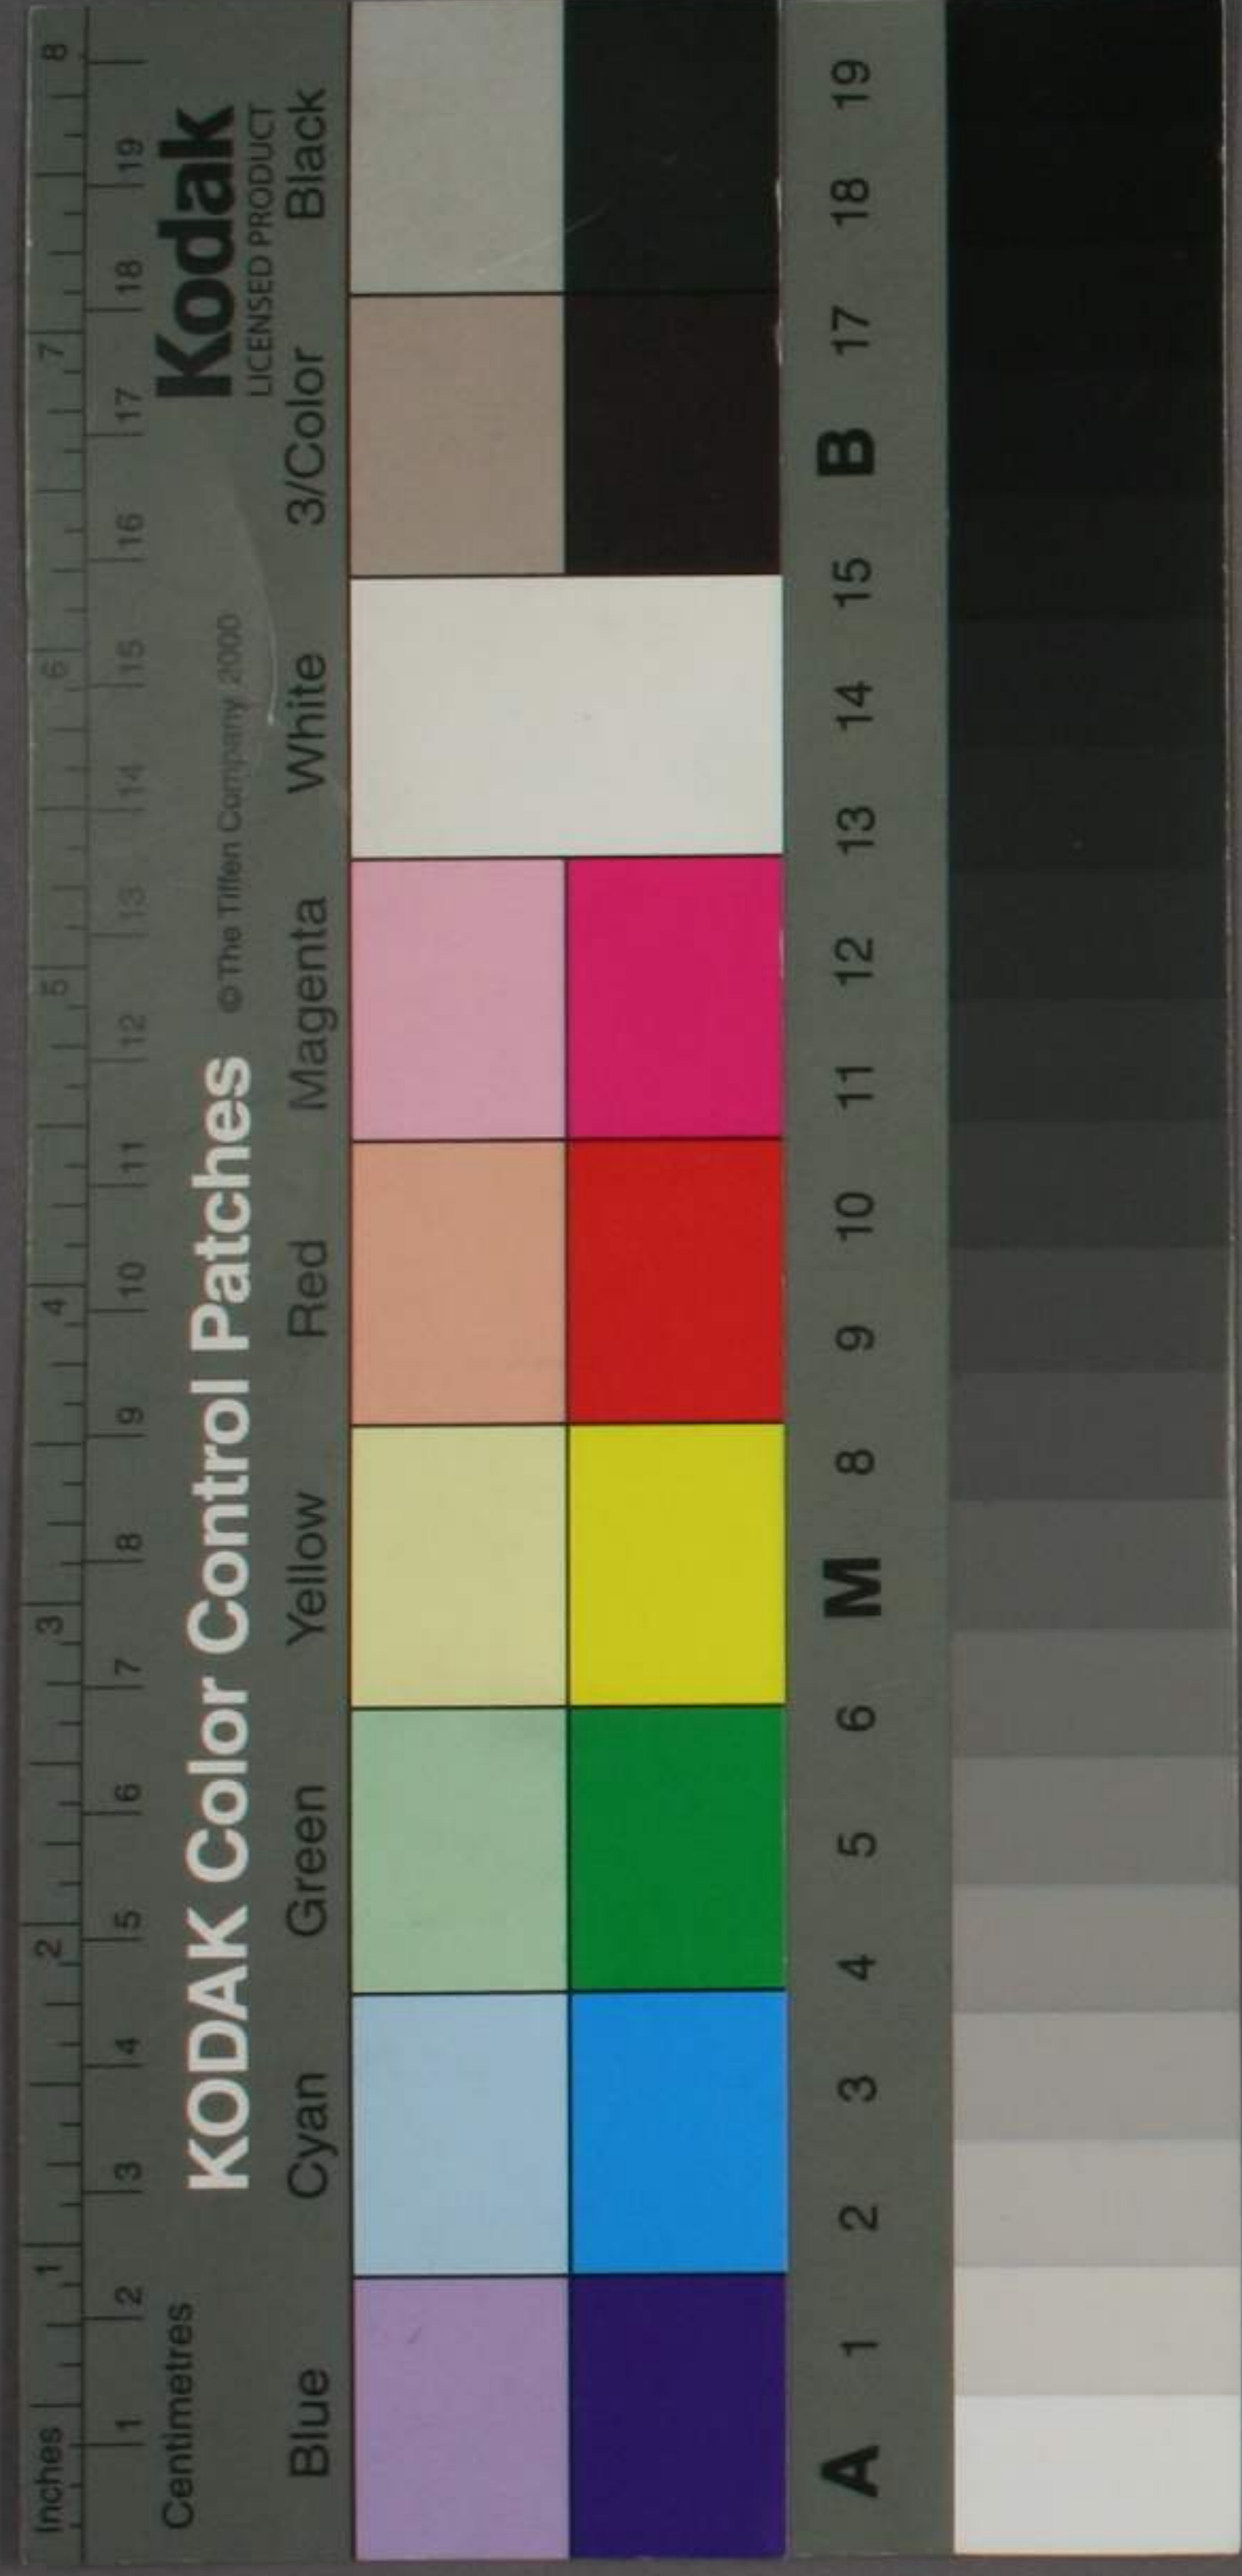 Inches 1 2 3 4 5 6 7 8
1 2 3 4 5 6 7 8 9 10 11 12 13 14 15 16 17 18 19
Centimetres
KODAK Color Control Patches © The Tiffen Company, 2000 Kodak
LICENSED PRODUCT
Blue Cyan Green Yellow Red Magenta White 3/Color Black
A 1 2 3 4 5 6 M 8 9 10 11 12 13 14 15 B 17 18 19